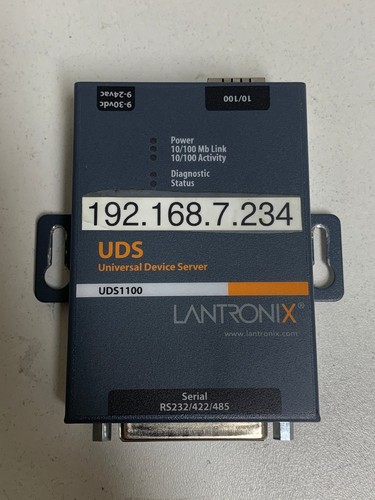 9-30vdc
9-24vac
10/100
Power
10/100 Mb Link
10/100 Activity
Diagnostic
Status
192.168.7.234
UDS
Universal Device Server
UDS1100
LANTRONIX®
www.lantronix.com
Serial
RS232/422/485